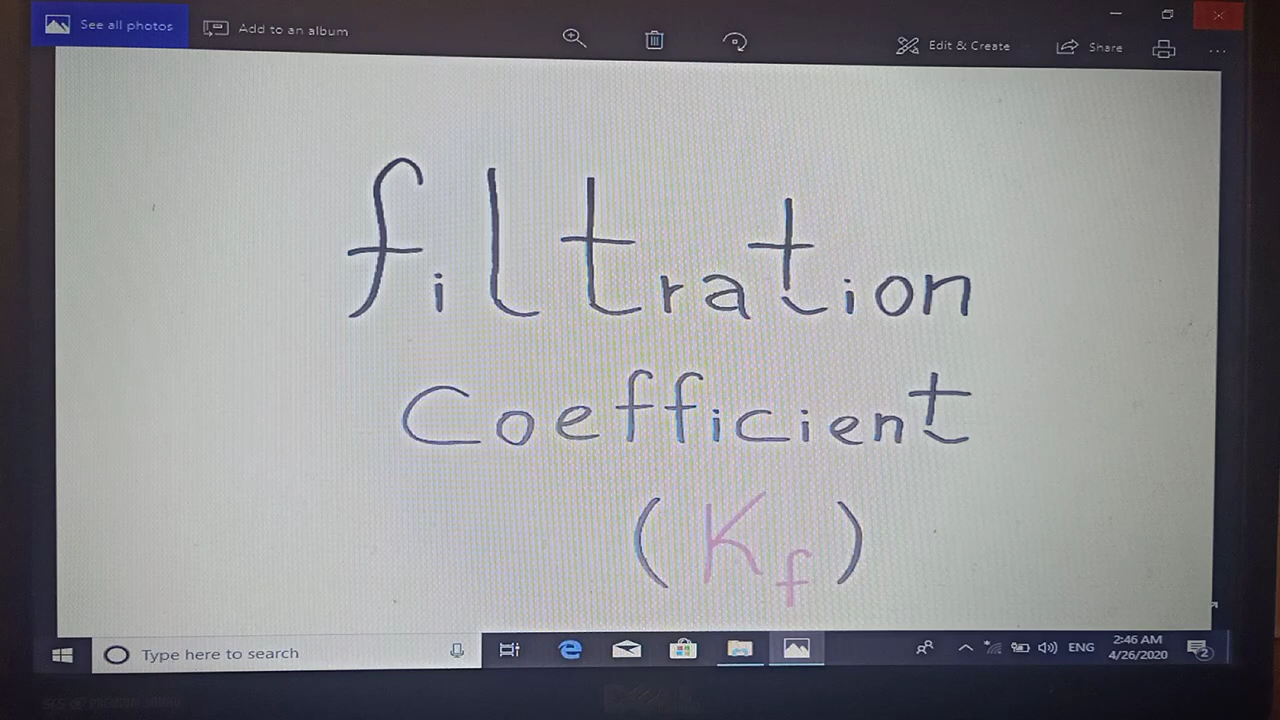 See all photos
Add to an album
Edit & Create
Share
filtration
Coefficient
(Kf)
Type here to search
ENG
2:46 AM
4/26/2020
2